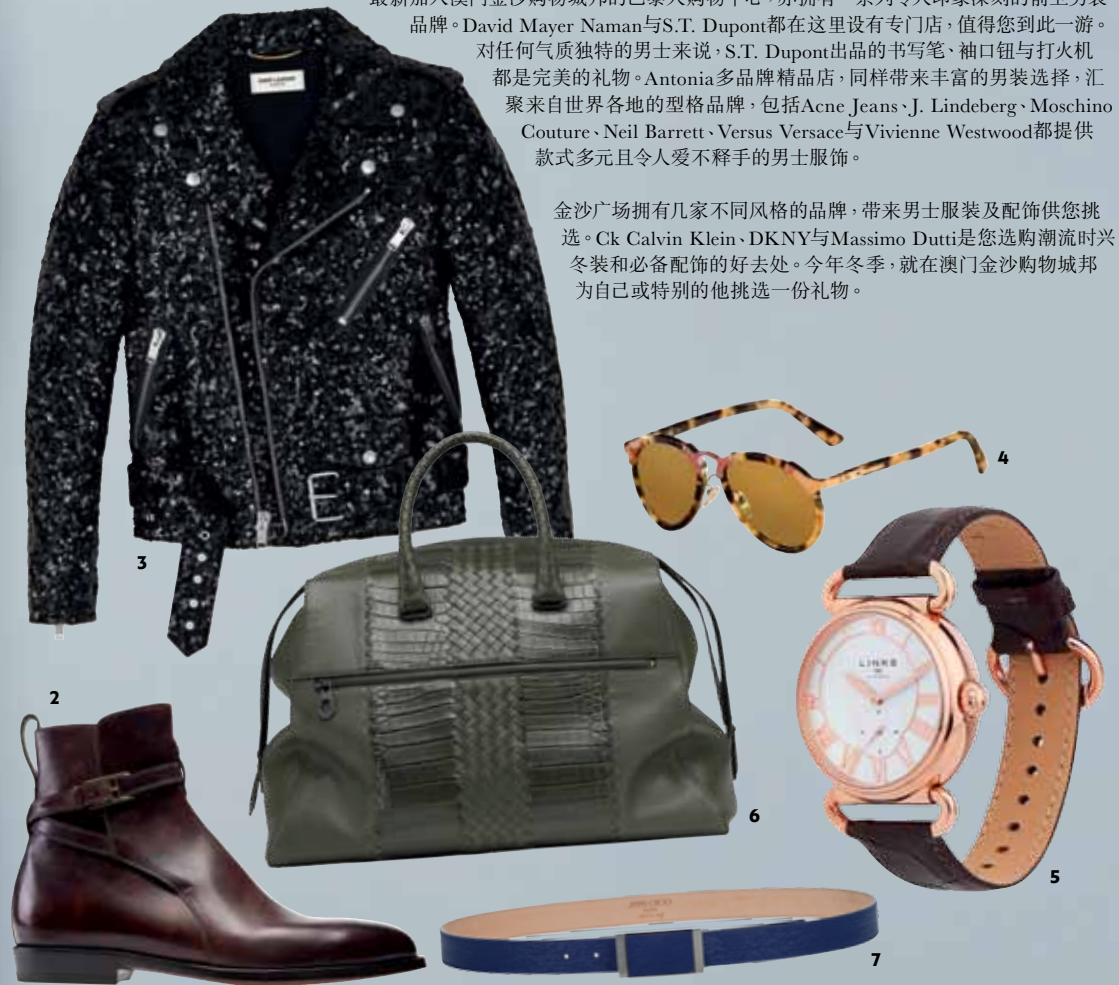 品牌。David Mayer Naman与S.T. Dupont都在这里设有专门店，值得您到此一游。
对任何气质独特的男士来说，S.T. Dupont出品的书写笔、袖口钮与打火机
都是完美的礼物。Antonia多品牌精品店，同样带来丰富的男装选择，汇
聚来自世界各地的型格品牌，包括Acne Jeans、J. Lindeberg、Moschino
Couture、Neil Barrett、Versus Versace与Vivienne Westwood都提供
款式多元且令人爱不释手的男士服饰。
金沙广场拥有几家不同风格的品牌，带来男士服装及配饰供您挑
选。Ck Calvin Klein、DKNY与Massimo Dutti是您选购潮流时兴
冬装和必备配饰的好去处。今年冬季，就在澳门金沙购物城邦
为自己或特别的他挑选一份礼物。
SAINT LAURENT
3
4
LINKS
5
2
6
JIMMY CHOO
7